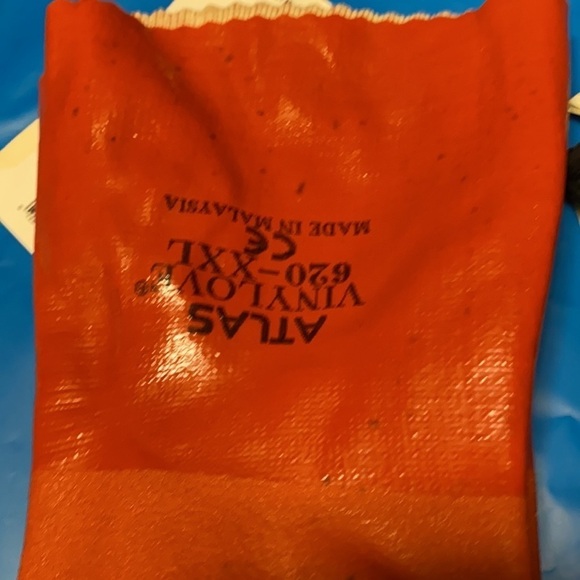 ATLAS
VINYLOVE®
620-XXL
CE
MADE IN MALAYSIA